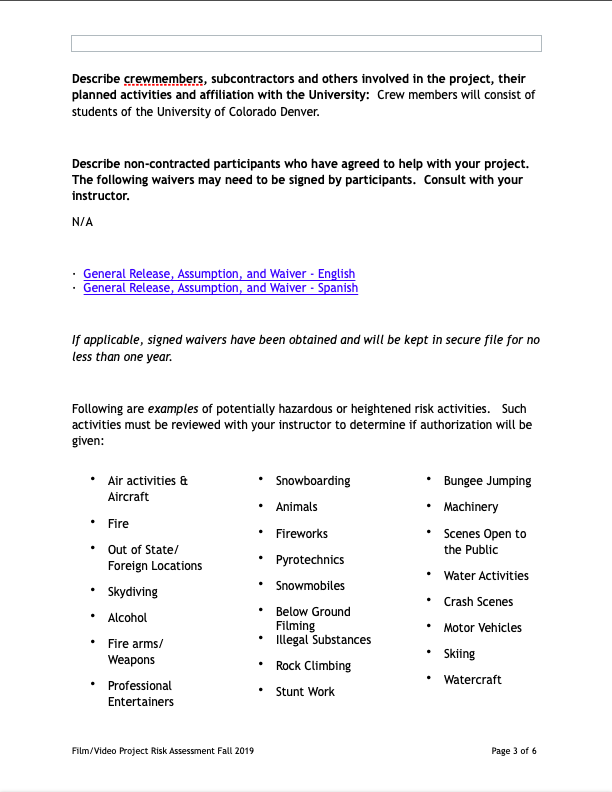 Describe crewmembers, subcontractors and others involved in the project, their
planned activities and affiliation with the University:  Crew members will consist of
students of the University of Colorado Denver.
Describe non-contracted participants who have agreed to help with your project.
The following waivers may need to be signed by participants.  Consult with your
instructor.
N/A
· General Release, Assumption, and Waiver - English
· General Release, Assumption, and Waiver - Spanish
If applicable, signed waivers have been obtained and will be kept in secure file for no
less than one year.
Following are examples of potentially hazardous or heightened risk activities.   Such
activities must be reviewed with your instructor to determine if authorization will be
given:
• Air activities &
Aircraft
• Fire
• Out of State/
Foreign Locations
• Skydiving
• Alcohol
• Fire arms/
Weapons
• Professional
Entertainers
• Snowboarding
• Animals
• Fireworks
• Pyrotechnics
• Snowmobiles
• Below Ground
Filming
• Illegal Substances
• Rock Climbing
• Stunt Work
• Bungee Jumping
• Machinery
• Scenes Open to
the Public
• Water Activities
• Crash Scenes
• Motor Vehicles
• Skiing
• Watercraft
Film/Video Project Risk Assessment Fall 2019
Page 3 of 6